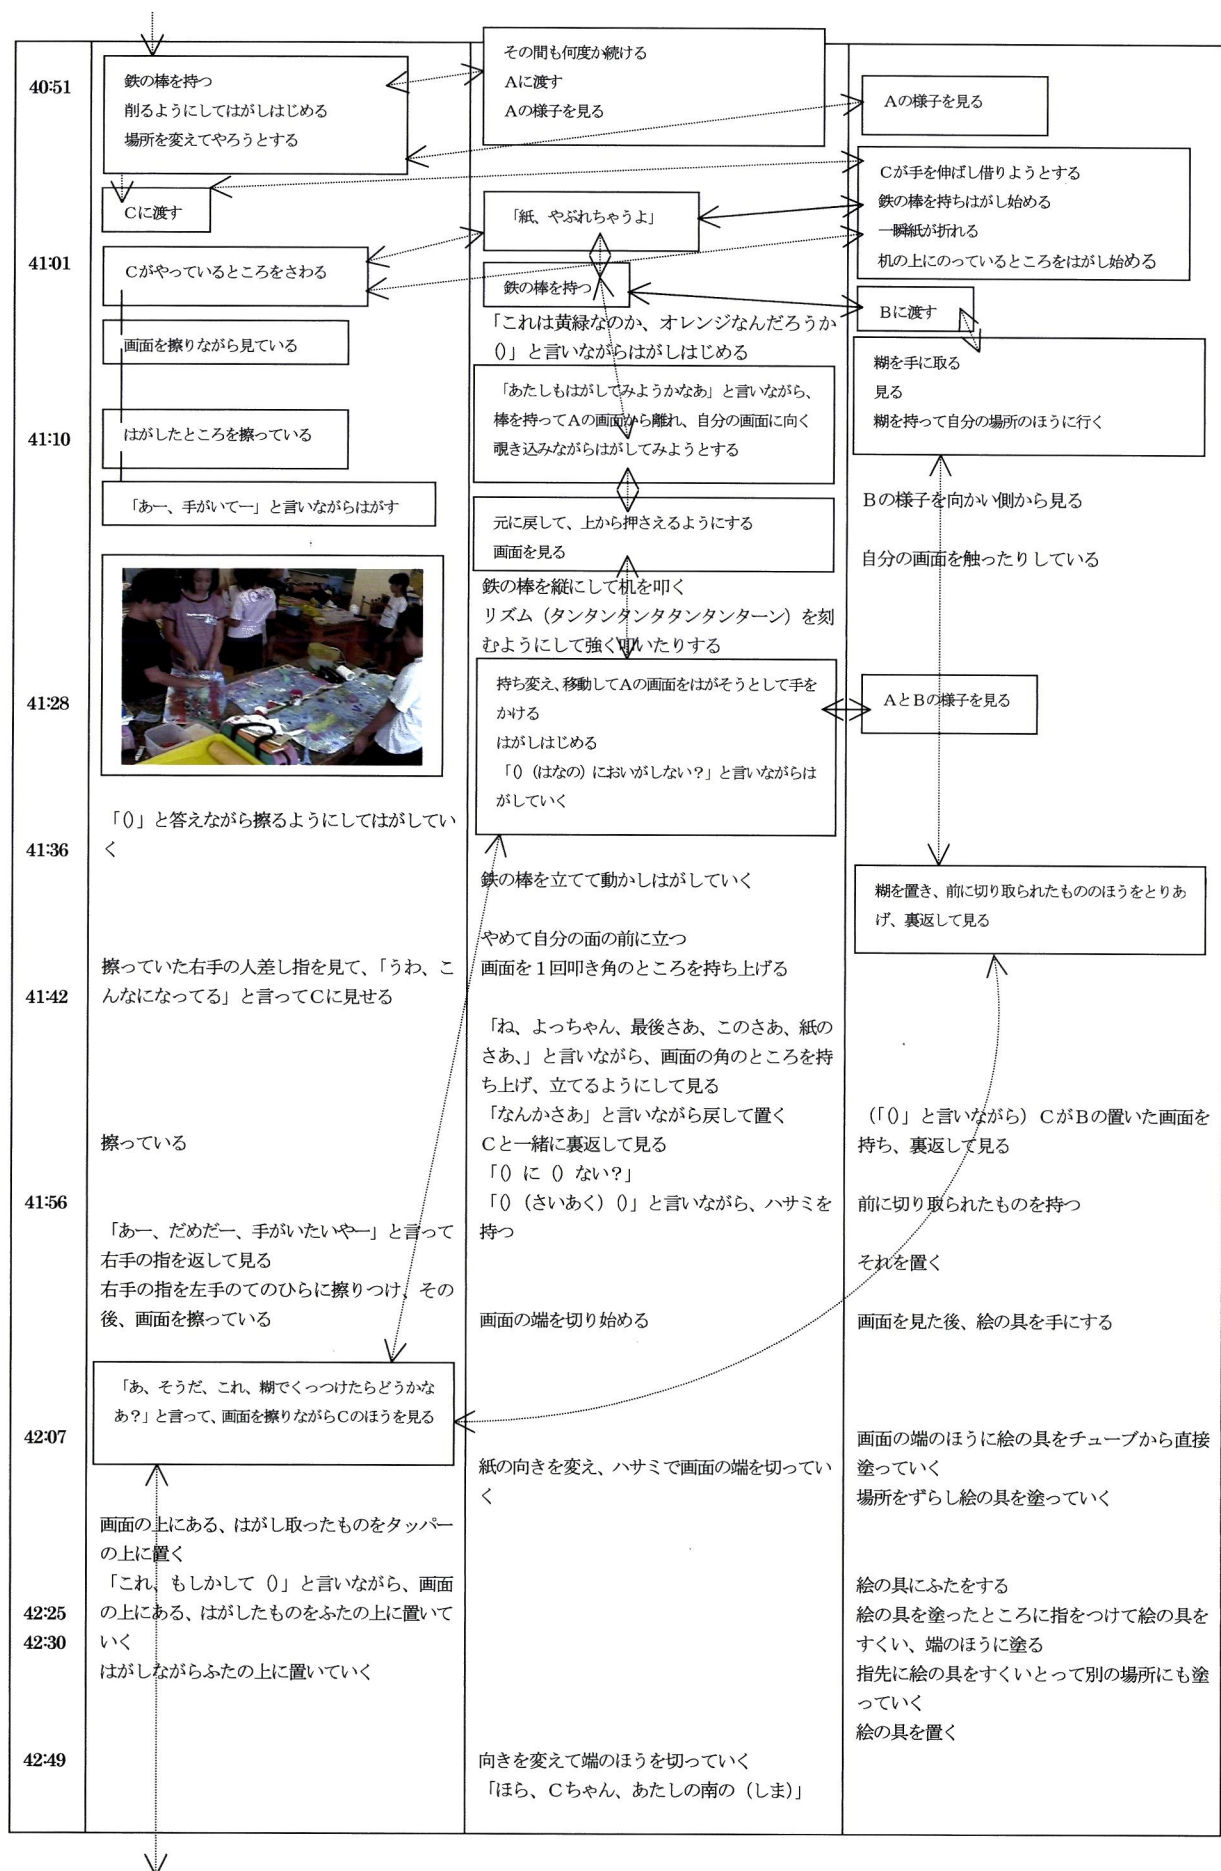 40:51
鉄の棒を持つ
削るようにしてはがしはじめる
場所を変えてやろうとする
その間も何度か続ける
Aに渡す
Aの様子を見る
Aの様子を見る
Cに渡す
Cが手を伸ばし借りようとする
鉄の棒を持ちはがし始める
一瞬紙が折れる
机の上にのっているところをはがし始める
「紙、やぶれちゃうよ」
41:01
Cがやっているところをさわる
鉄の棒を持つ
Bに渡す
「これは黄緑なのか、オレンジなんだろうか
()」と言いながらはがしはじめる
画面を擦りながら見ている
糊を手に取る
見る
糊を持って自分の場所のほうに行く
「あたしもはがしてみようかなあ」と言いながら、
棒を持ってAの画面から離れ、自分の画面に向く
覗き込みながらはがしてみようとする
41:10
はがしたところを擦っている
「あー、手がいてー」と言いながらはがす
Bの様子を向かい側から見る
元に戻して、上から押さえるようにする
画面を見る
自分の画面を触ったりしている
鉄の棒を縦にして机を叩く
リズム（タンタンタンタタンタンターン）を刻
むようにして強く叩いたりする
41:28
持ち変え、移動してAの画面をはがそうとして手を
かける
はがしはじめる
「()（はなの）においがしない？」と言いながらは
がしていく
AとBの様子を見る
「()」と答えながら擦るようにしてはがしてい
く
41:36
鉄の棒を立てて動かしはがしていく
糊を置き、前に切り取られたもののほうをとりあ
げ、裏返して見る
やめて自分の面の前に立つ
画面を１回叩き角のところを持ち上げる
擦っていた右手の人差し指を見て、「うわ、こ
んなになってる」と言ってCに見せる
41:42
「ね、よっちゃん、最後さあ、このさあ、紙の
さあ、」と言いながら、画面の角のところを持
ち上げ、立てるようにして見る
「なんかさあ」と言いながら戻して置く
Cと一緒に裏返して見る
「() に () ない？」
「()（さいあく）()」と言いながら、ハサミを
持つ
擦っている
（「()」と言いながら）CがBの置いた画面を
持ち、裏返して見る
41:56
前に切り取られたものを持つ
「あー、だめだー、手がいたいやー」と言って
右手の指を返して見る
右手の指を左手のてのひらに擦りつけ、その
後、画面を擦っている
それを置く
画面の端を切り始める
画面を見た後、絵の具を手にする
「あ、そうだ、これ、糊でくっつけたらどうかな
あ？」と言って、画面を擦りながらCのほうを見る
42:07
紙の向きを変え、ハサミで画面の端を切ってい
く
画面の端のほうに絵の具をチューブから直接
塗っていく
場所をずらし絵の具を塗っていく
画面の上にある、はがし取ったものをタッパー
の上に置く
「これ、もしかして ()」と言いながら、画面
の上にある、はがしたものをふたの上に置いて
いく
はがしながらふたの上に置いていく
42:25
42:30
絵の具にふたをする
絵の具を塗ったところに指をつけて絵の具を
すくい、端のほうに塗る
指先に絵の具をすくいとって別の場所にも塗
っていく
絵の具を置く
42:49
向きを変えて端のほうを切っていく
「ほら、Cちゃん、あたしの南の（しま）」